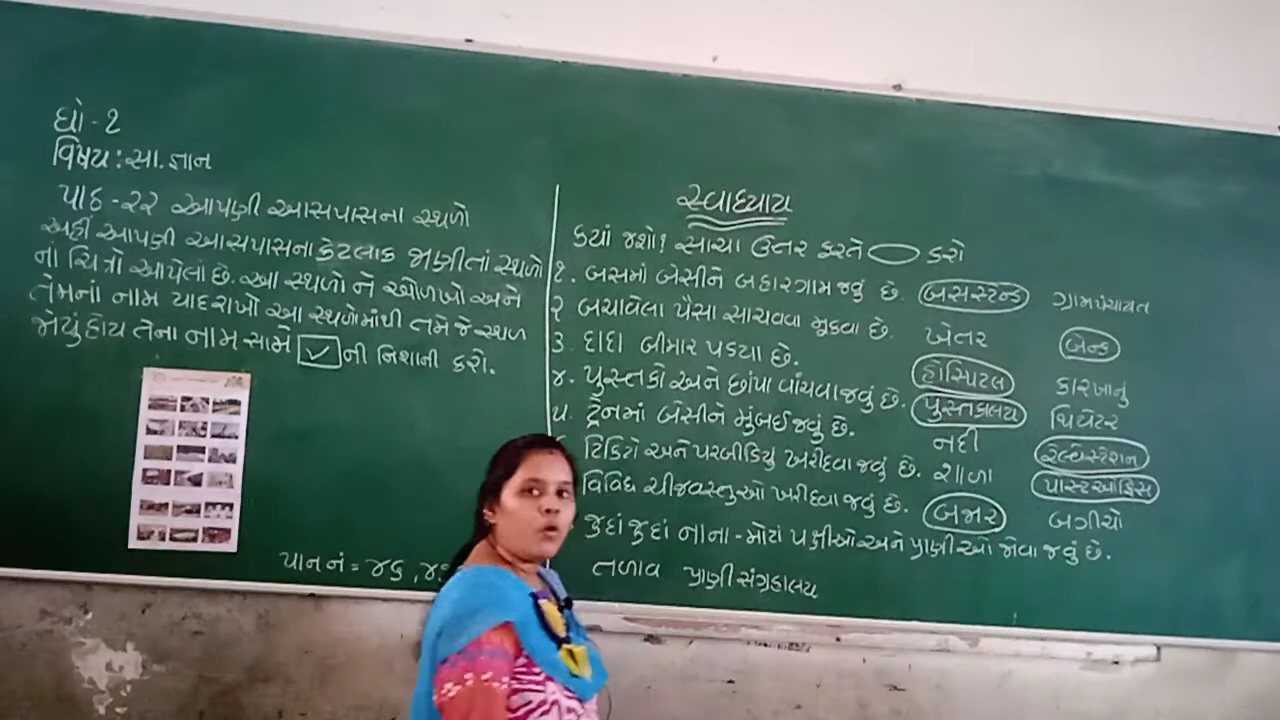 ધો - ૨
વિષય : સા. જ્ઞાન
પાઠ - ૨૨ આપણી આસપાસના સ્થળો
અહીં આપણી આસપાસના કેટલાક જાણીતાં સ્થળો
નાં ચિત્રો આપેલાં છે. આ સ્થળો ને ઓળખો અને
તેમનાં નામ યાદ રાખો આ સ્થળોમાંથી તમે જે સ્થળ
જોયું હોય તેના નામ સામે ✓ ની નિશાની કરો.
પાન નં = ૪૬, ૪૭
સ્વાધ્યાય
ક્યાં જશો? સાચા ઉત્તર ફરતે ⬭ કરો
૧. બસમાં બેસીને બહારગામ જવું છે. બસસ્ટેન્ડ ગ્રામપંચાયત
૨ બચાવેલા પૈસા સાચવવા મૂકવા છે. ખેતર બેન્ક
૩. દાદા બીમાર પડ્યા છે. હોસ્પિટલ કારખાનું
૪. પુસ્તકો અને છાપા વાંચવા જવું છે. પુસ્તકાલય થિયેટર
૫. ટ્રેનમાં બેસીને મુંબઈ જવું છે. નદી રેલ્વેસ્ટેશન
ટિકિટો અને પરબીડિયું ખરીદવા જવું છે. શાળા પોસ્ટઓફિસ
વિવિધ ચીજવસ્તુઓ ખરીદવા જવું છે. બજાર બગીચો
જુદાં જુદાં નાના - મોટાં પક્ષીઓ અને પ્રાણીઓ જોવા જવું છે.
તળાવ પ્રાણી સંગ્રહાલય